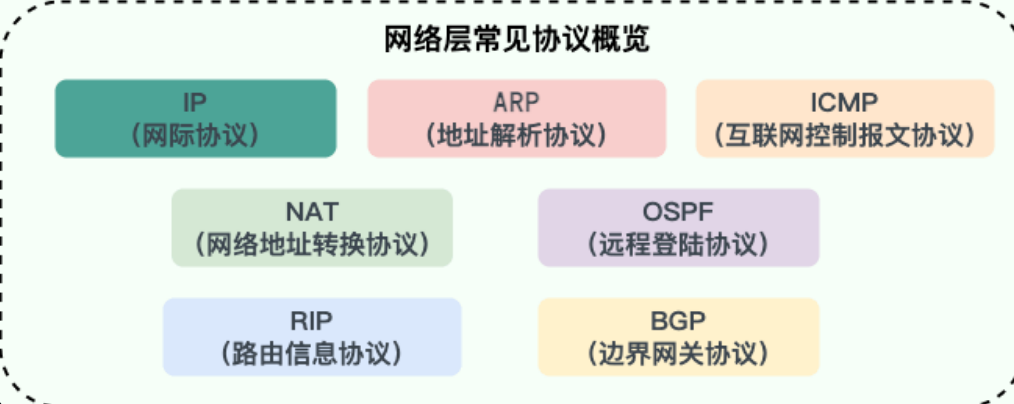 网络层常见协议概览
IP
（网际协议）
ARP
（地址解析协议）
ICMP
（互联网控制报文协议）
NAT
（网络地址转换协议）
OSPF
（远程登陆协议）
RIP
（路由信息协议）
BGP
（边界网关协议）